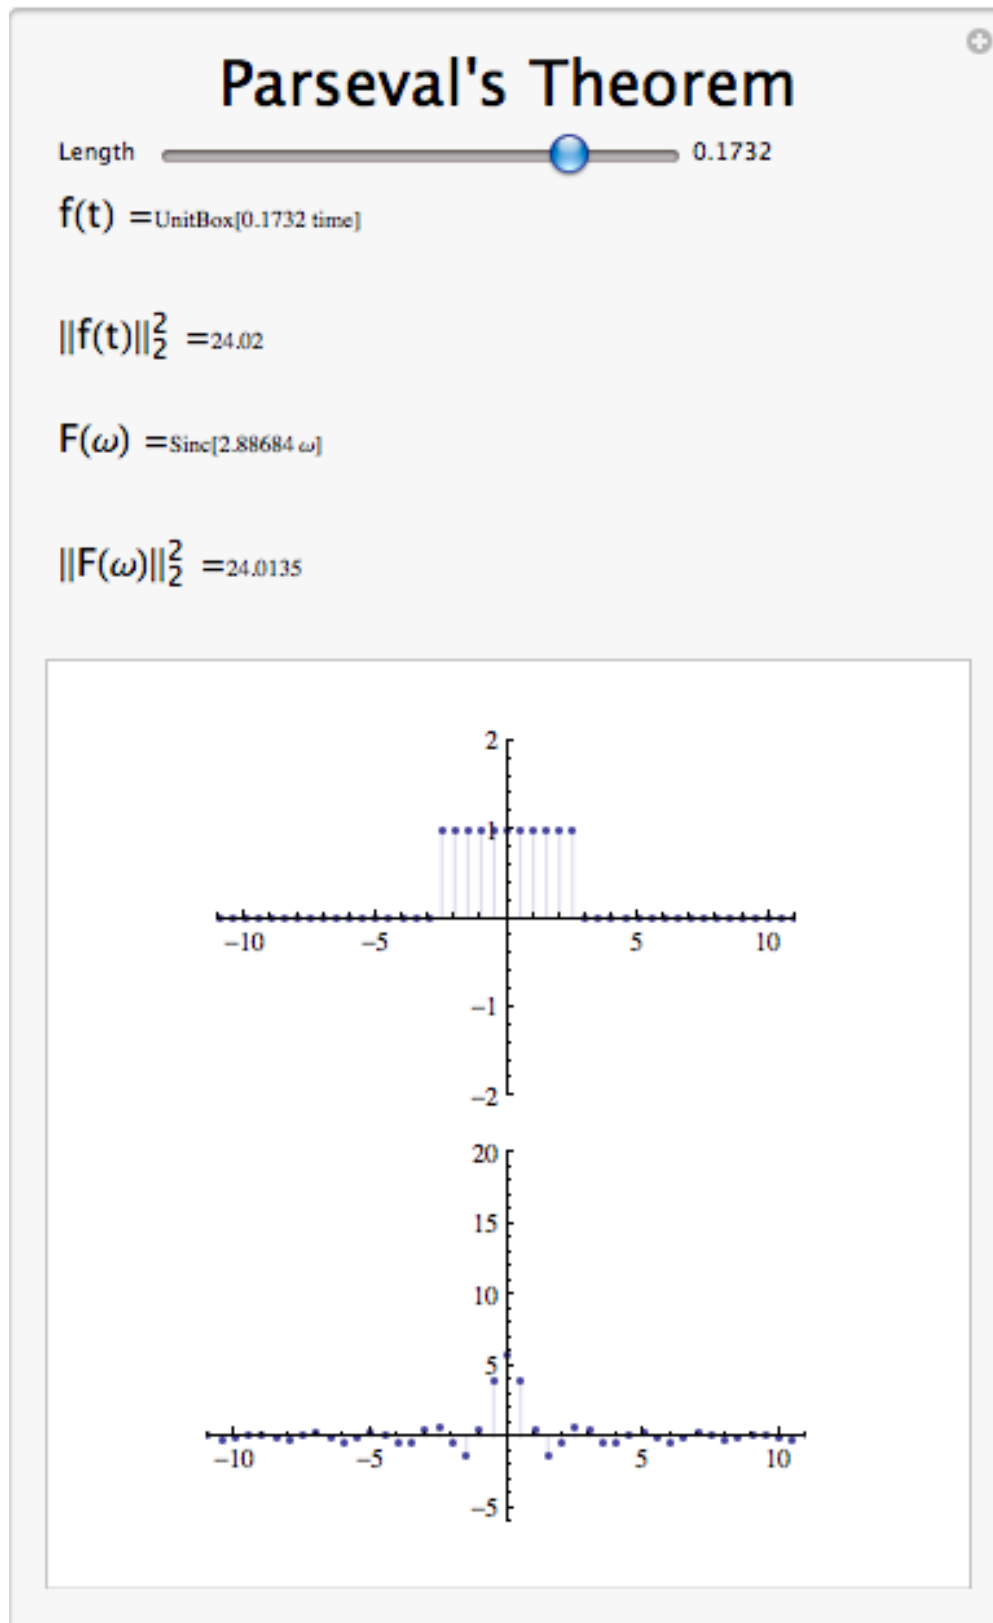 Parseval's Theorem
Length 0.1732
f(t) =UnitBox[0.1732 time]
||f(t)||₂² =24.02
F(ω) =Sinc[2.88684 ω]
||F(ω)||₂² =24.0135
2
1
-10 -5 5 10
-1
-2
20
15
10
5
-10 -5 5 10
-5